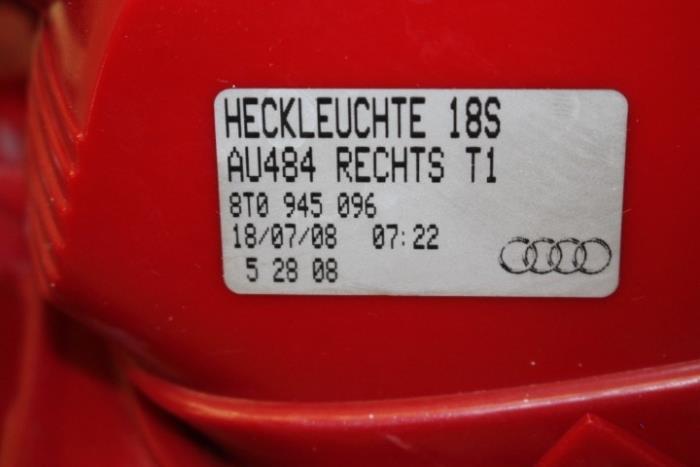 HECKLEUCHTE 18S
AU484 RECHTS T1
8T0 945 096
18/07/08 07:22
5 28 08